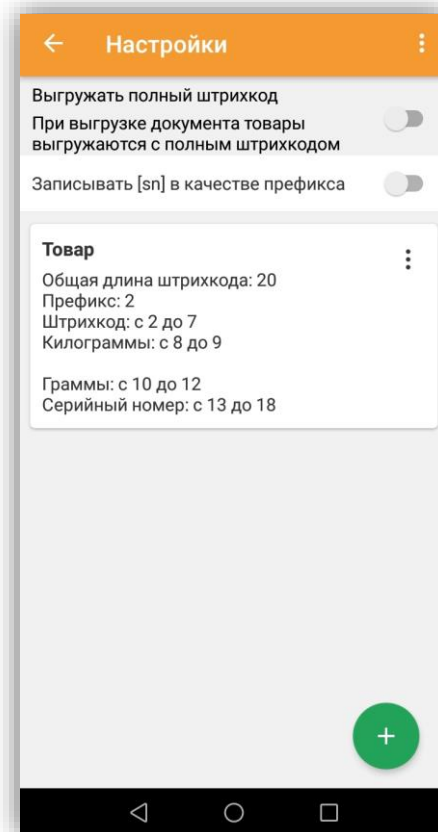 Настройки
Выгружать полный штрихкод
При выгрузке документа товары
выгружаются с полным штрихкодом
Записывать [sn] в качестве префикса
Товар
Общая длина штрихкода: 20
Префикс: 2
Штрихкод: с 2 до 7
Килограммы: с 8 до 9
Граммы: с 10 до 12
Серийный номер: с 13 до 18